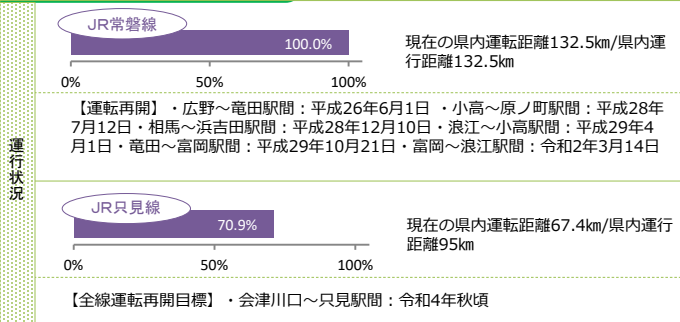 運行状況
JR常磐線
100.0%
0%　50%　100%
現在の県内運転距離132.5㎞/県内運
行距離132.5㎞
【運転再開】・広野～竜田駅間：平成26年6月1日 ・小高～原ノ町駅間：平成28年
7月12日・相馬～浜吉田駅間：平成28年12月10日・浪江～小高駅間：平成29年4
月1日・竜田～富岡駅間：平成29年10月21日・富岡～浪江駅間：令和2年3月14日
JR只見線
70.9%
0%　50%　100%
現在の県内運転距離67.4㎞/県内運行
距離95㎞
【全線運転再開目標】・会津川口～只見駅間：令和4年秋頃